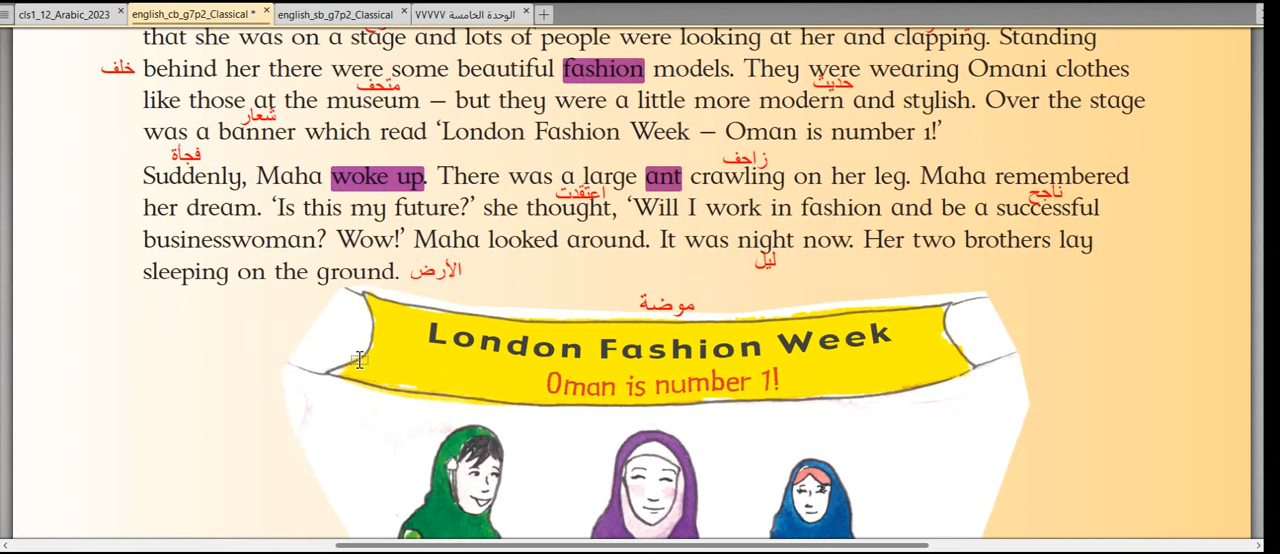 cls1_12_Arabic_2023
english_cb_g7p2_Classical *
english_sb_g7p2_Classical
الوحدة الخامسة ٧٧٧٧٧
that she was on a stage and lots of people were looking at her and clapping. Standing
خلف
behind her there were some beautiful fashion models. They were wearing Omani clothes
متحف
حديث
like those at the museum – but they were a little more modern and stylish. Over the stage
شعار
was a banner which read ‘London Fashion Week – Oman is number 1!’
فجأة
زاحف
Suddenly, Maha woke up. There was a large ant crawling on her leg. Maha remembered
اعتقدت
ناجح
her dream. ‘Is this my future?’ she thought, ‘Will I work in fashion and be a successful
businesswoman? Wow!’ Maha looked around. It was night now. Her two brothers lay
ليل
sleeping on the ground. الأرض
موضة
London Fashion Week
Oman is number 1!